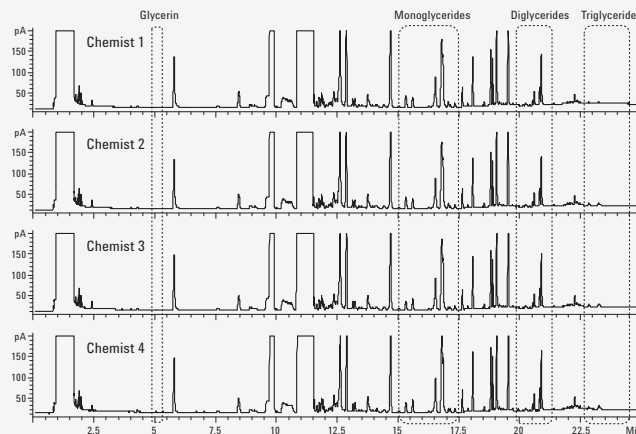 Glycerin Monoglycerides Diglycerides Triglyceride
pA
Chemist 1
150
100
50
pA
Chemist 2
150
100
50
pA
Chemist 3
150
100
50
pA
Chemist 4
150
100
50
2.5 5 7.5 10 12.5 15 17.5 20 22.5 Mi